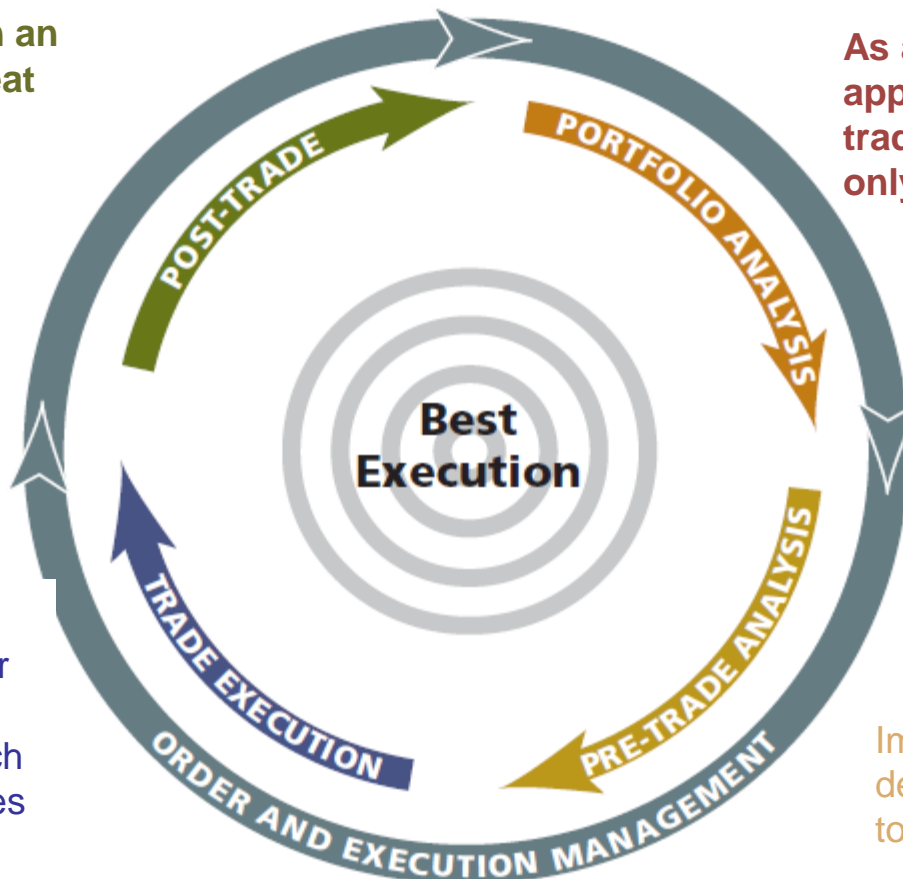 n an
eat
As
app
trad
only
POST-TRADE
PORTFOLIO ANALYSIS
Best
Execution
TRADE EXECUTION
PRE-TRADE ANALYSIS
ORDER AND EXECUTION MANAGEMENT
r
ch
es
Im
de
to